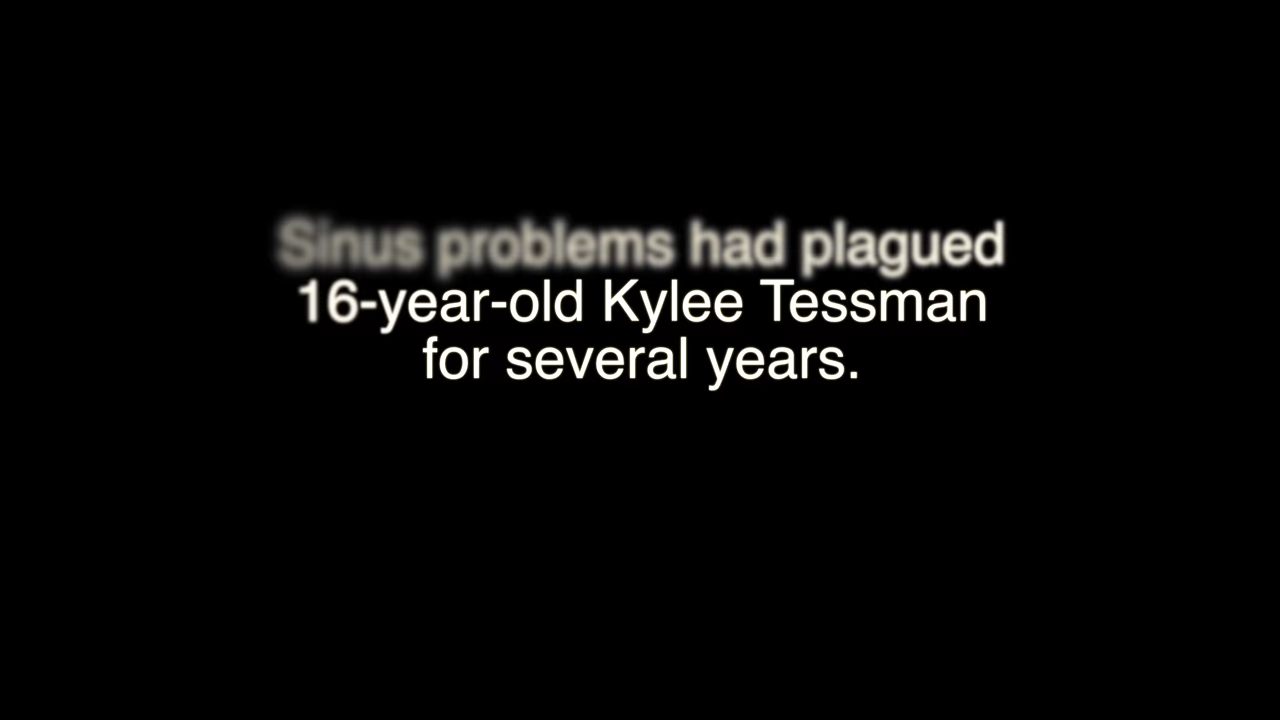 Sinus problems had plagued
16-year-old Kylee Tessman
for several years.